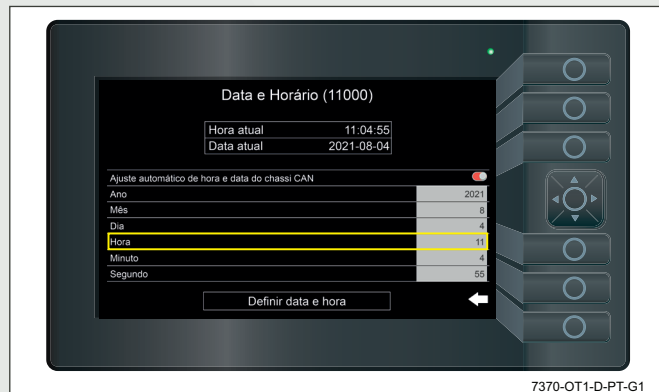 Data e Horário (11000)
Hora atual 11:04:55
Data atual 2021-08-04
Ajuste automático de hora e data do chassi CAN
Ano 2021
Mês 8
Dia 4
Hora 11
Minuto 4
Segundo 55
Definir data e hora
7370-OT1-D-PT-G1